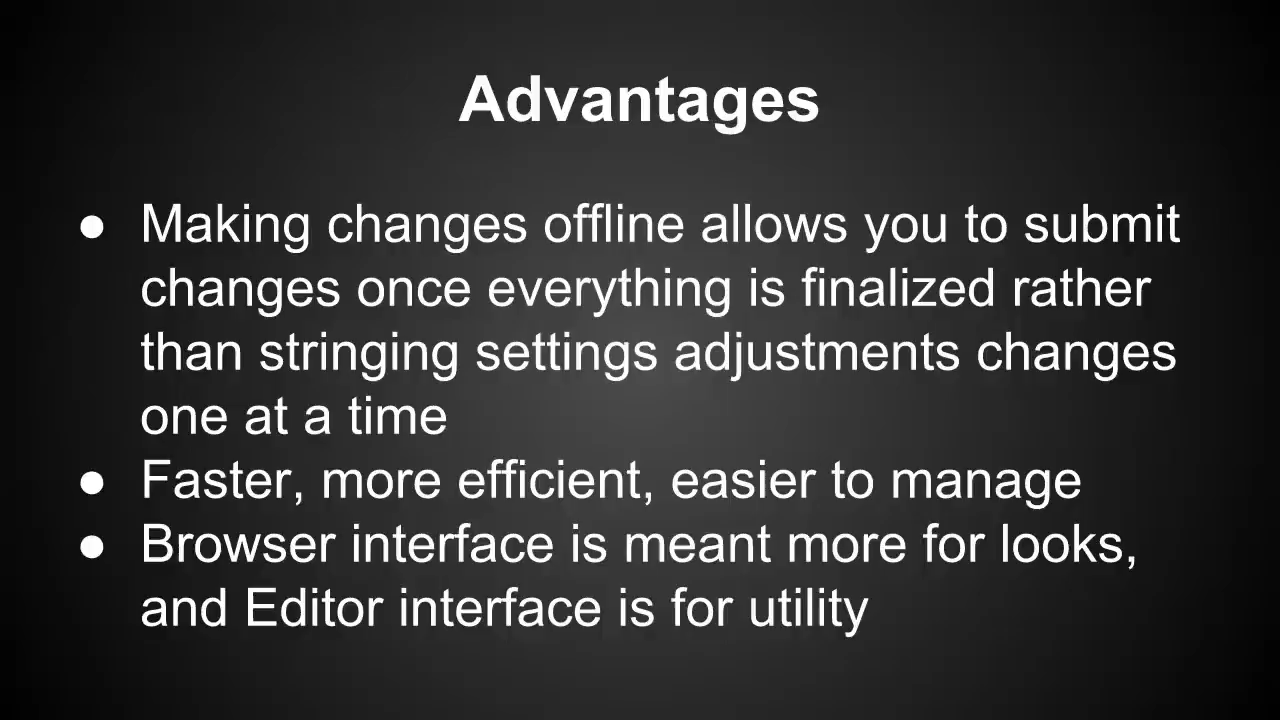 Advantages
● Making changes offline allows you to submit
changes once everything is finalized rather
than stringing settings adjustments changes
one at a time
● Faster, more efficient, easier to manage
● Browser interface is meant more for looks,
and Editor interface is for utility